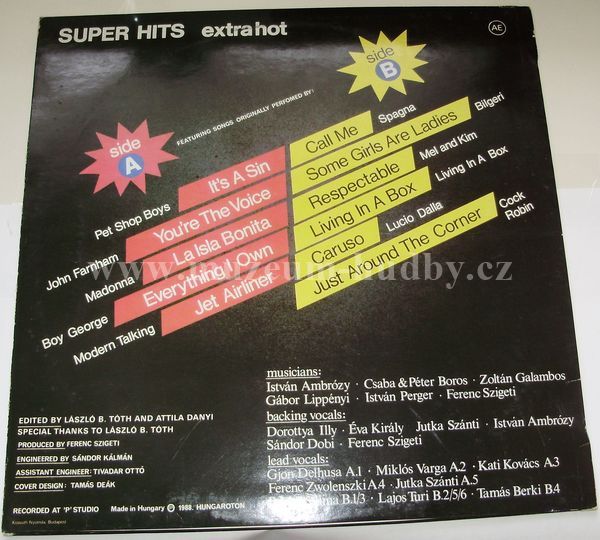 SUPER HITS extra hot
AE
side B
side A
FEATURING SONGS ORIGINALLY PERFOMED BY:
Pet Shop Boys It's A Sin
John Farnham You're The Voice
Madonna La Isla Bonita
Boy George Everything I Own
Modern Talking Jet Airliner
Call Me Spagna
Some Girls Are Ladies Bilgeri
Respectable Mel and Kim
Living In A Box Living In A Box
Caruso Lucio Dalla
Just Around The Corner Cock Robin
www.muzeum-hudby.cz
musicians:
István Ambrózy · Csaba & Péter Boros · Zoltán Galambos
Gábor Lippényi · István Perger · Ferenc Szigeti
backing vocals:
Dorottya Illy · Éva Király Jutka Szánti · István Ambrózy
Sándor Dobi · Ferenc Szigeti
lead vocals:
Gjon Delhusa A.1 · Miklós Varga A.2 · Kati Kovács A.3
Ferenc Zwolenszki A.4 · Jutka Szánti A.5
B.1/3 · Lajos Turi B.2/5/6 · Tamás Berki B.4
EDITED BY LÁSZLÓ B. TÓTH AND ATTILA DANYI
SPECIAL THANKS TO LÁSZLÓ B. TÓTH
PRODUCED BY FERENC SZIGETI
ENGINEERED BY SÁNDOR KÁLMÁN
ASSISTANT ENGINEER: TIVADAR OTTÓ
COVER DESIGN: TAMÁS DEÁK
RECORDED AT 'P' STUDIO Made in Hungary Ⓟ 1988. HUNGAROTON
Kossuth Nyomda, Budapest